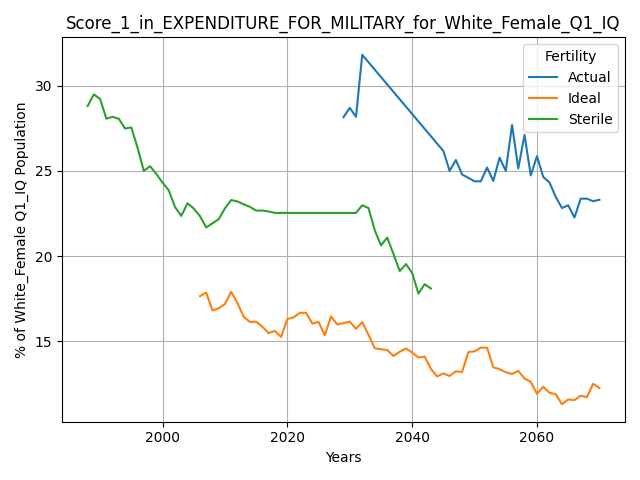 Score_1_in_EXPENDITURE_FOR_MILITARY_for_White_Female_Q1_IQ
Fertility
Actual
Ideal
Sterile
% of White_Female Q1_IQ Population
30
25
20
15
2000
2020
2040
2060
Years